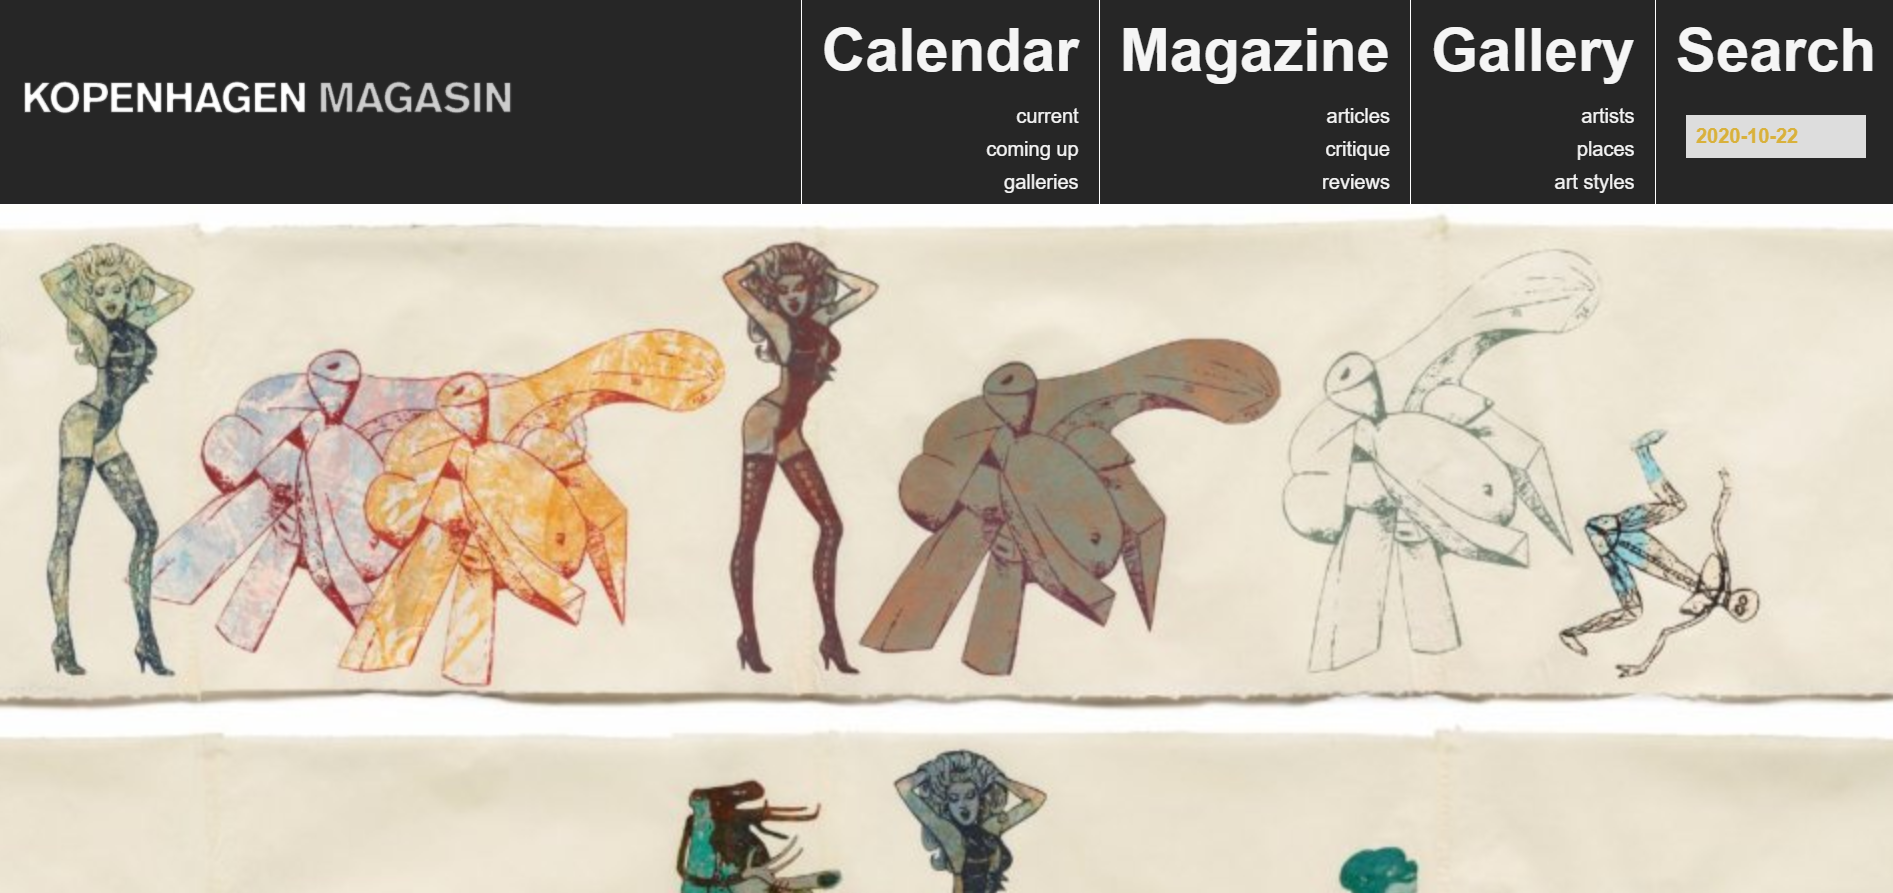 KOPENHAGEN MAGASIN
Calendar
current
coming up
galleries
Magazine
articles
critique
reviews
Gallery
artists
places
art styles
Search
2020-10-22